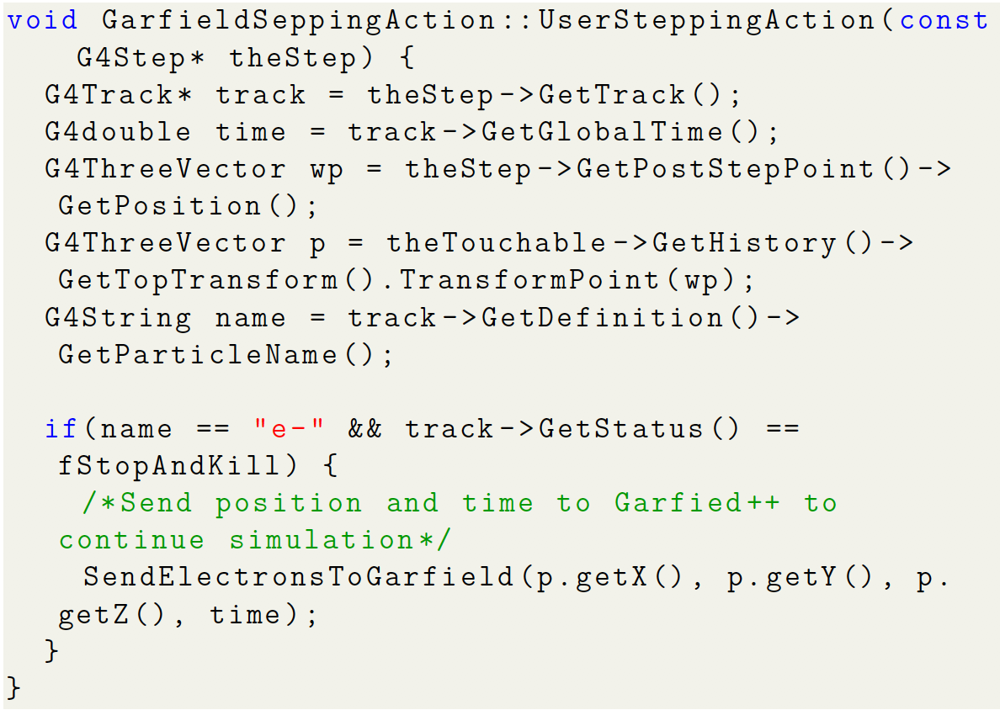 void GarfieldSeppingAction::UserSteppingAction(const
G4Step* theStep) {
G4Track* track = theStep->GetTrack();
G4double time = track->GetGlobalTime();
G4ThreeVector wp = theStep->GetPostStepPoint()->
GetPosition();
G4ThreeVector p = theTouchable->GetHistory()->
GetTopTransform().TransformPoint(wp);
G4String name = track->GetDefinition()->
GetParticleName();
if(name == "e-" && track->GetStatus() ==
fStopAndKill) {
/*Send position and time to Garfied++ to
continue simulation*/
SendElectronsToGarfield(p.getX(), p.getY(), p.
getZ(), time);
}
}